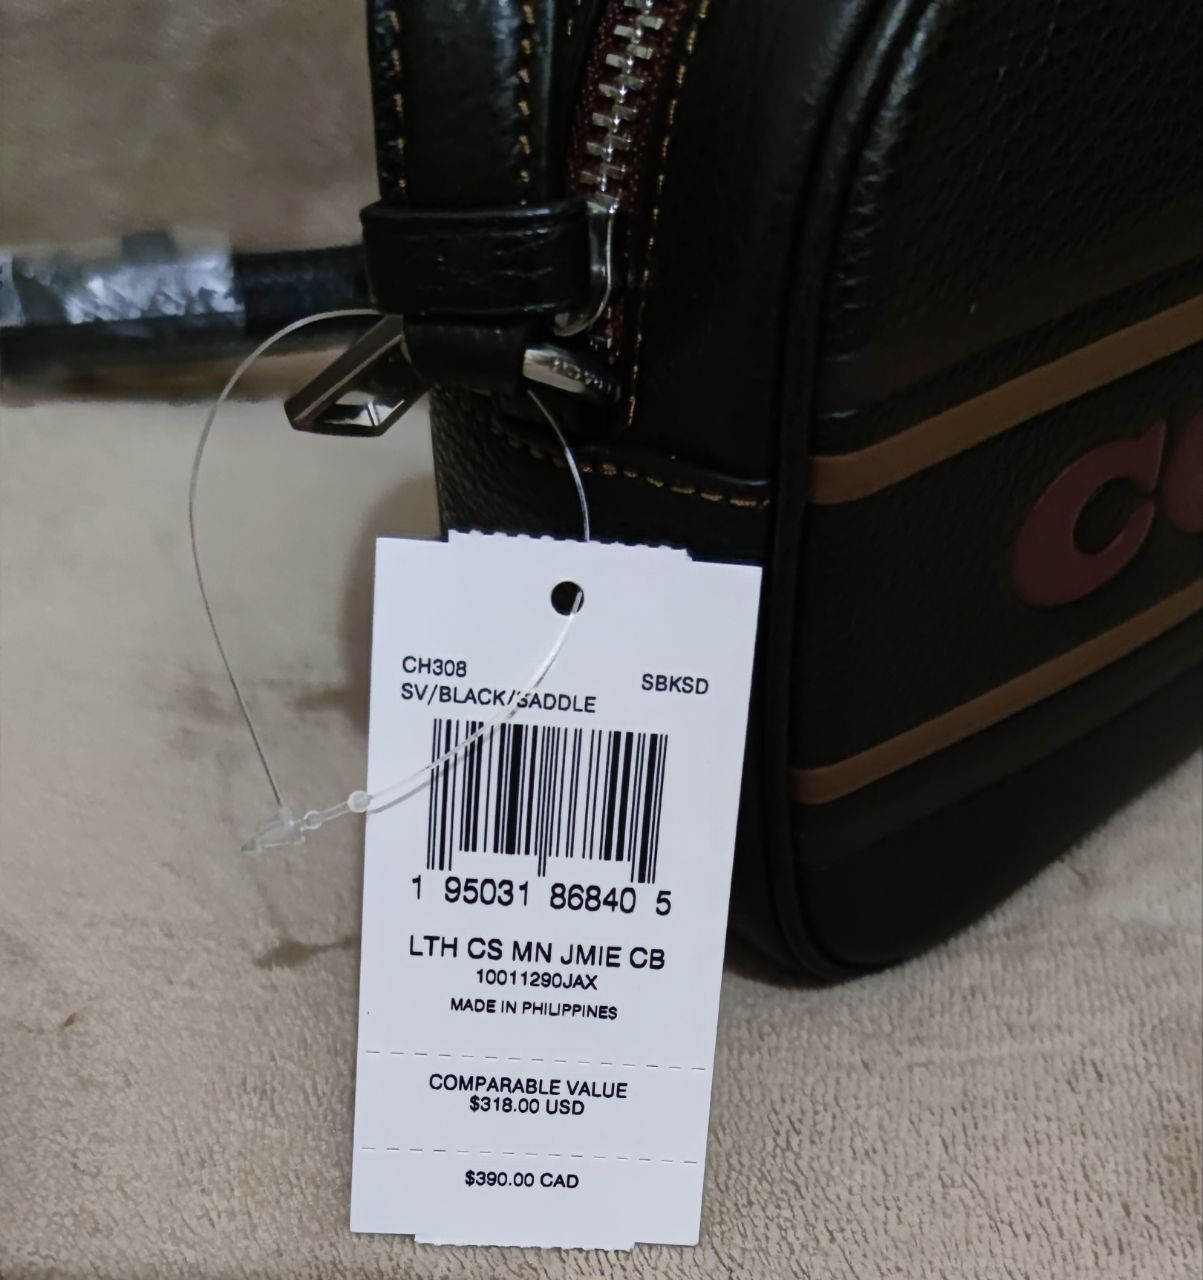 CH308 SBKSD
SV/BLACK/SADDLE
1 95031 86840 5
LTH CS MN JMIE CB
10011290JAX
MADE IN PHILIPPINES
COMPARABLE VALUE
$318.00 USD
$390.00 CAD